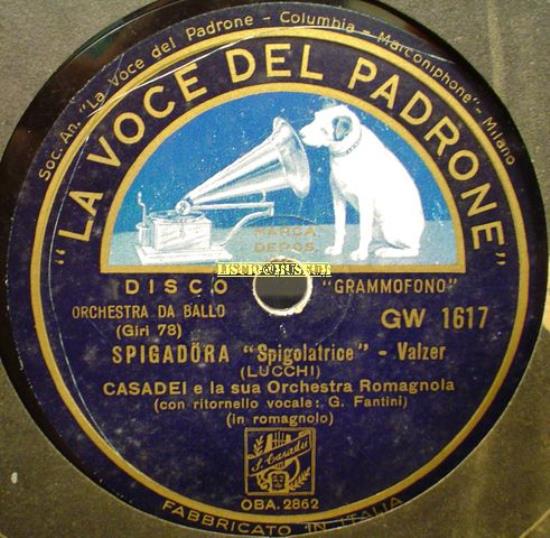 Soc. An. "La Voce del Padrone - Columbia - Marconiphone" - Milano
"LA VOCE DEL PADRONE"
MARCA
DEPOS.
DISCO "GRAMMOFONO"
ORCHESTRA DA BALLO
(Giri 78)
GW 1617
SPIGADÖRA "Spigolatrice" - Valzer
(LUCCHI)
CASADEI e la sua Orchestra Romagnola
(con ritornello vocale: G. Fantini)
(in romagnolo)
S. Casadei
OBA. 2862
FABBRICATO IN ITALIA